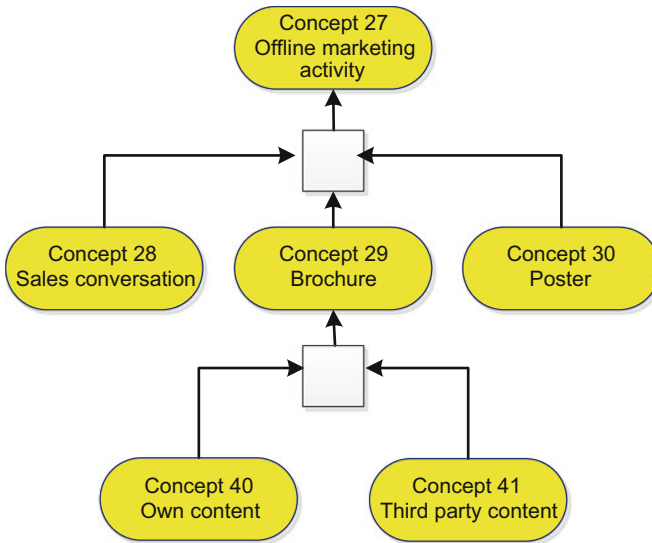 Concept 27
Offline marketing
activity
Concept 28
Sales conversation
Concept 29
Brochure
Concept 30
Poster
Concept 40
Own content
Concept 41
Third party content